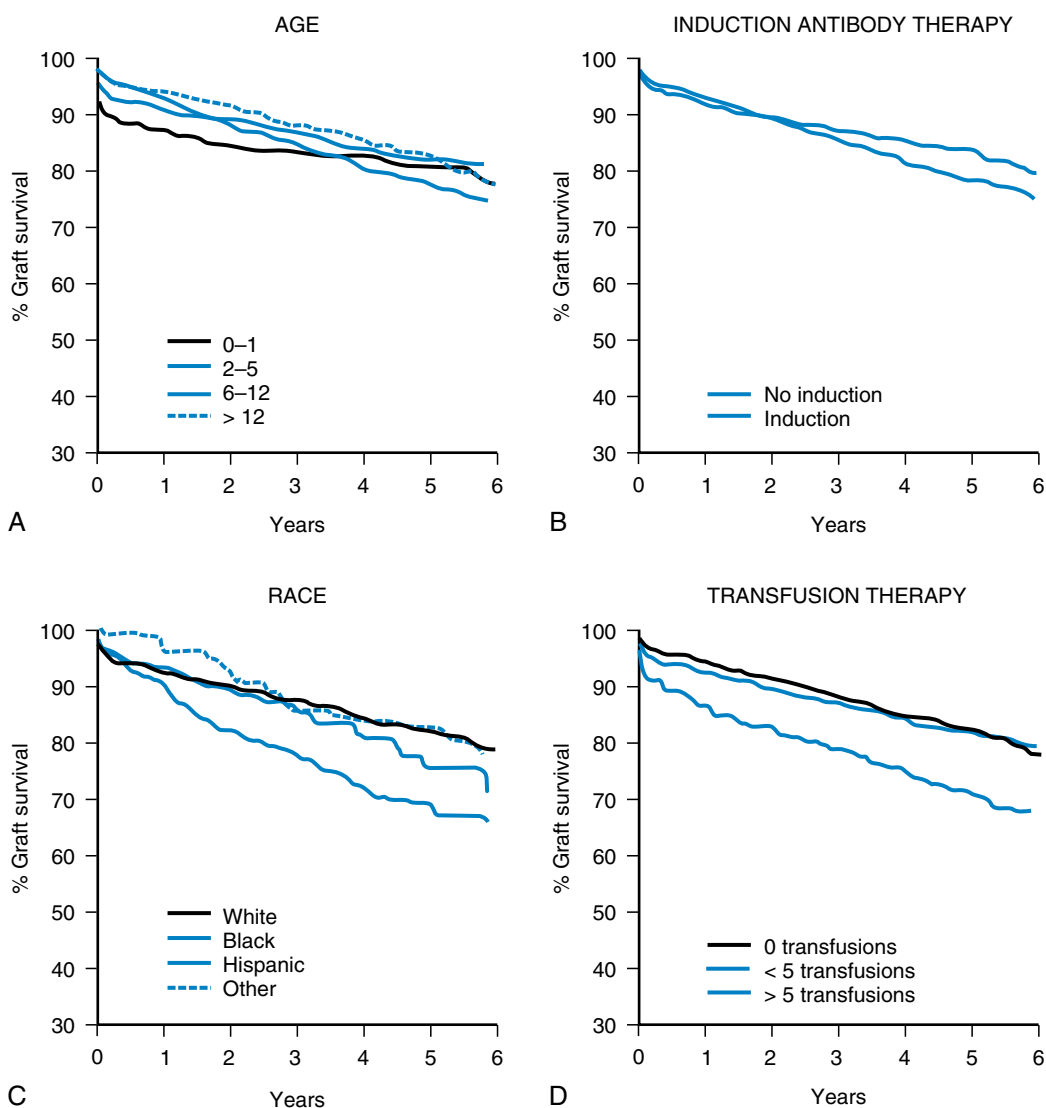 AGE
% Graft survival
100
90
80
70
60
50
40
30
0–1
2–5
6–12
> 12
0 1 2 3 4 5 6
Years
A
INDUCTION ANTIBODY THERAPY
% Graft survival
100
90
80
70
60
50
40
30
No induction
Induction
0 1 2 3 4 5 6
Years
B
RACE
% Graft survival
100
90
80
70
60
50
40
30
White
Black
Hispanic
Other
0 1 2 3 4 5 6
Years
C
TRANSFUSION THERAPY
% Graft survival
100
90
80
70
60
50
40
30
0 transfusions
< 5 transfusions
> 5 transfusions
0 1 2 3 4 5 6
Years
D